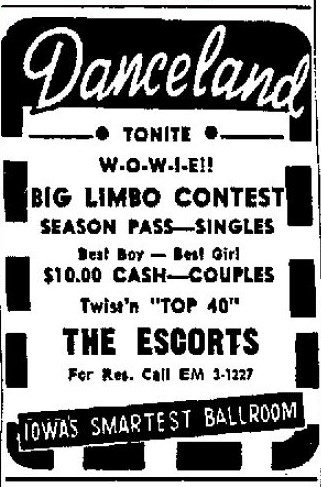 Danceland
TONITE
W-O-W-I-E!!
BIG LIMBO CONTEST
SEASON PASS—SINGLES
Best Boy — Best Girl
$10.00 CASH—COUPLES
Twist'n "TOP 40"
THE ESCORTS
For Res. Call EM 3-1227
IOWA'S SMARTEST BALLROOM